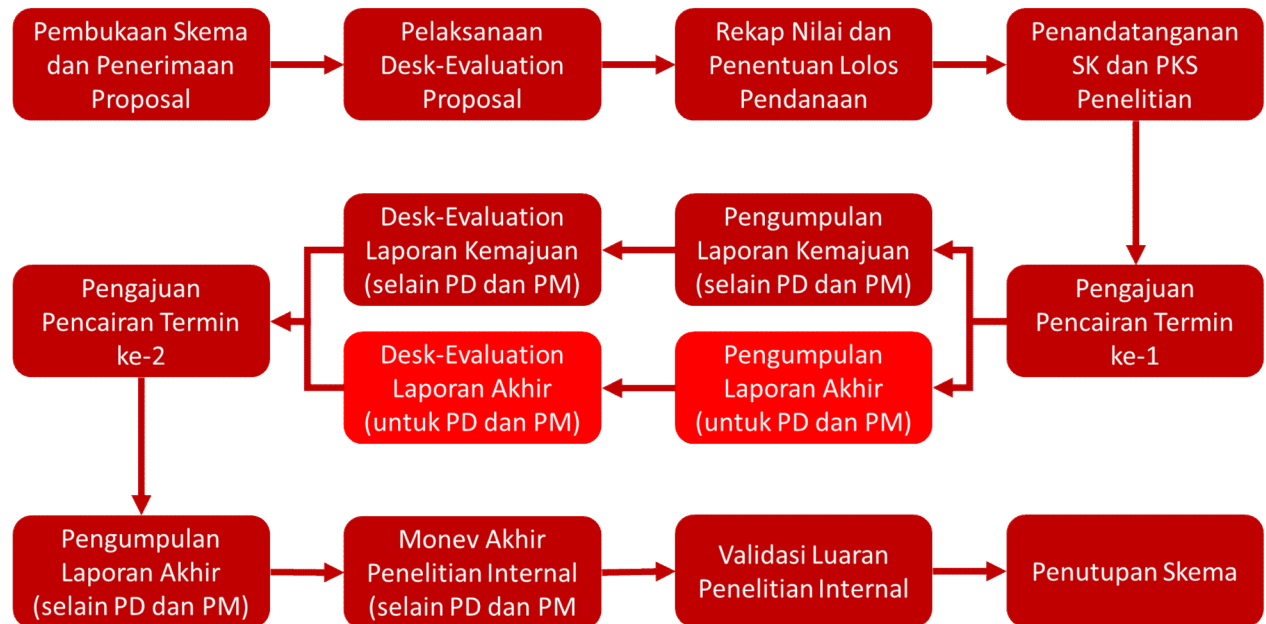 Pembukaan Skema
dan Penerimaan
Proposal
Pelaksanaan
Desk-Evaluation
Proposal
Rekap Nilai dan
Penentuan Lolos
Pendanaan
Penandatanganan
SK dan PKS
Penelitian
Pengajuan
Pencairan Termin
ke-1
Pengumpulan
Laporan Kemajuan
(selain PD dan PM)
Desk-Evaluation
Laporan Kemajuan
(selain PD dan PM)
Pengumpulan
Laporan Akhir
(untuk PD dan PM)
Desk-Evaluation
Laporan Akhir
(untuk PD dan PM)
Pengajuan
Pencairan Termin
ke-2
Pengumpulan
Laporan Akhir
(selain PD dan PM)
Monev Akhir
Penelitian Internal
(selain PD dan PM
Validasi Luaran
Penelitian Internal
Penutupan Skema